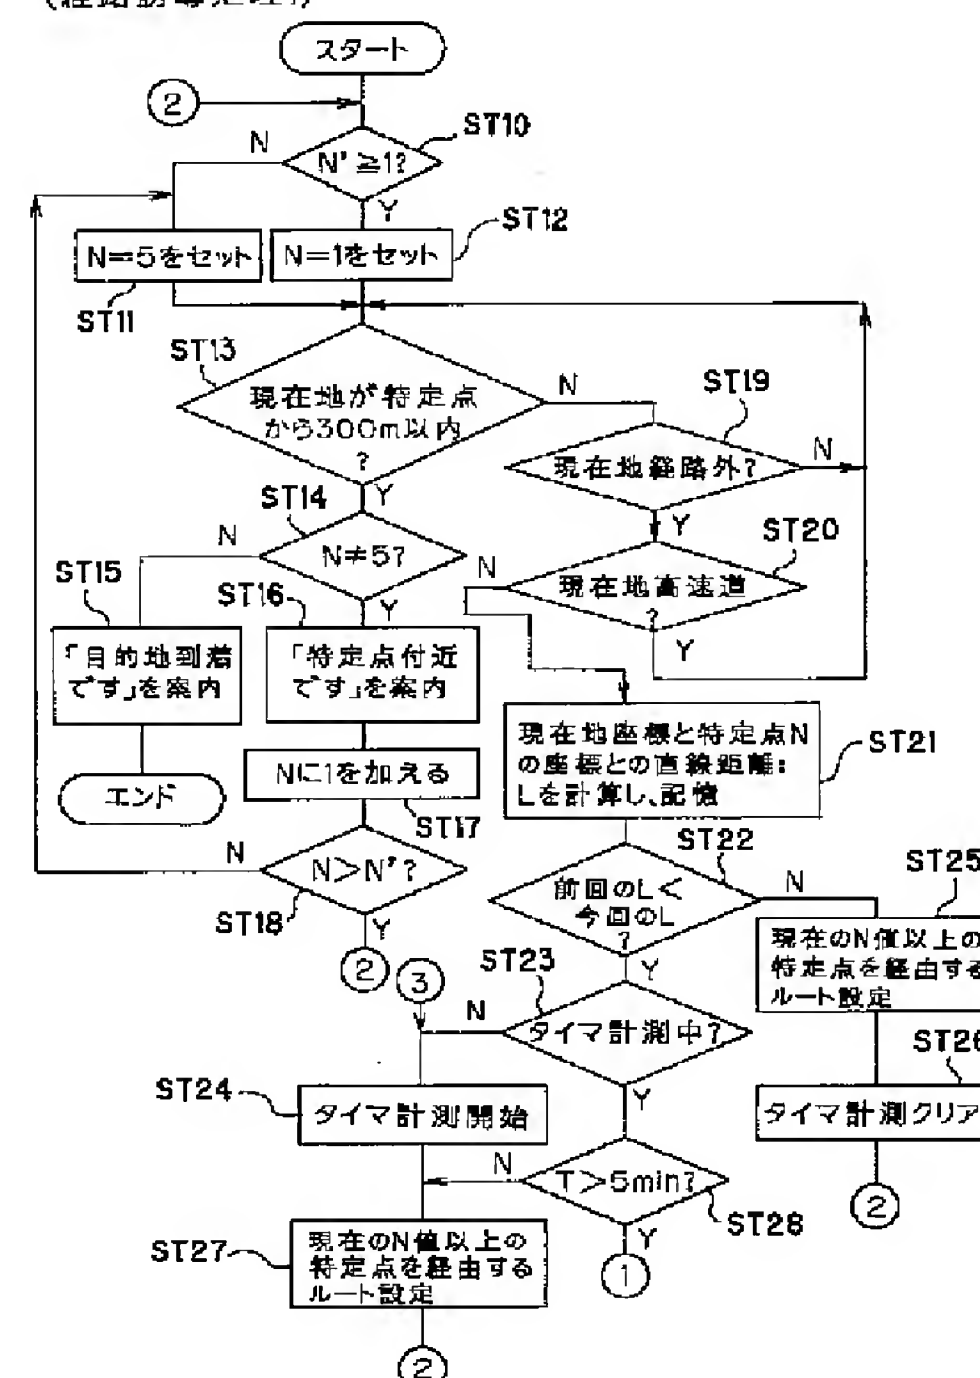 スタート
②
ST10
N
N'≧1?
Y
ST12
N=5をセット
N=1をセット
ST11
ST13
現在地が特定点
から300m以内
?
N
ST19
現在地経路外?
N
Y
ST14
Y
N
N≠5?
ST20
N
現在地高速道
?
Y
ST15
ST16
Y
「目的地到着
です」を案内
「特定点付近
です」を案内
現在地座標と特定点N
の座標との直線距離:
Lを計算し、記憶
ST21
Nに1を加える
エンド
ST17
ST22
N
N>N'?
ST18
Y
②
前回のL<
今回のL
?
N
ST25
Y
現在のN値以上の
特定点を経由する
ルート設定
③
ST23
N
タイマ計測中?
Y
ST26
ST24
タイマ計測開始
タイマ計測クリア
②
N
T>5min?
ST28
Y
①
ST27
現在のN値以上の
特定点を経由する
ルート設定
②